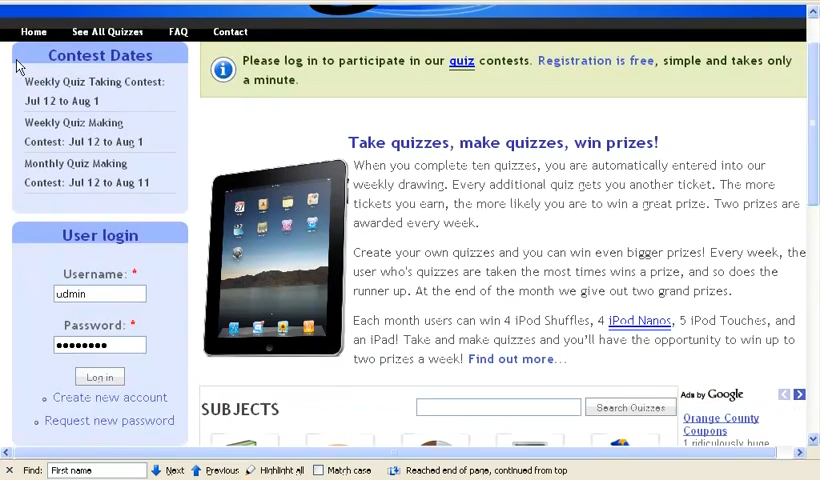 Home See All Quizzes FAQ Contact
Contest Dates
Weekly Quiz Taking Contest:
Jul 12 to Aug 1
Weekly Quiz Making
Contest: Jul 12 to Aug 1
Monthly Quiz Making
Contest: Jul 12 to Aug 11
User login
Username: *
udmin
Password: *
Log in
Create new account
Request new password
Please log in to participate in our quiz contests. Registration is free, simple and takes only
a minute.
Take quizzes, make quizzes, win prizes!
When you complete ten quizzes, you are automatically entered into our
weekly drawing. Every additional quiz gets you another ticket. The more
tickets you earn, the more likely you are to win a great prize. Two prizes are
awarded every week.
Create your own quizzes and you can win even bigger prizes! Every week, the
user who's quizzes are taken the most times wins a prize, and so does the
runner up. At the end of the month we give out two grand prizes.
Each month users can win 4 iPod Shuffles, 4 iPod Nanos, 5 iPod Touches, and
an iPad! Take and make quizzes and you'll have the opportunity to win up to
two prizes a week! Find out more...
SUBJECTS
Search Quizzes
Ads by Google
Orange County
Coupons
1 ridiculously huge
Find: First name Next Previous Highlight all Match case Reached end of page, continued from top